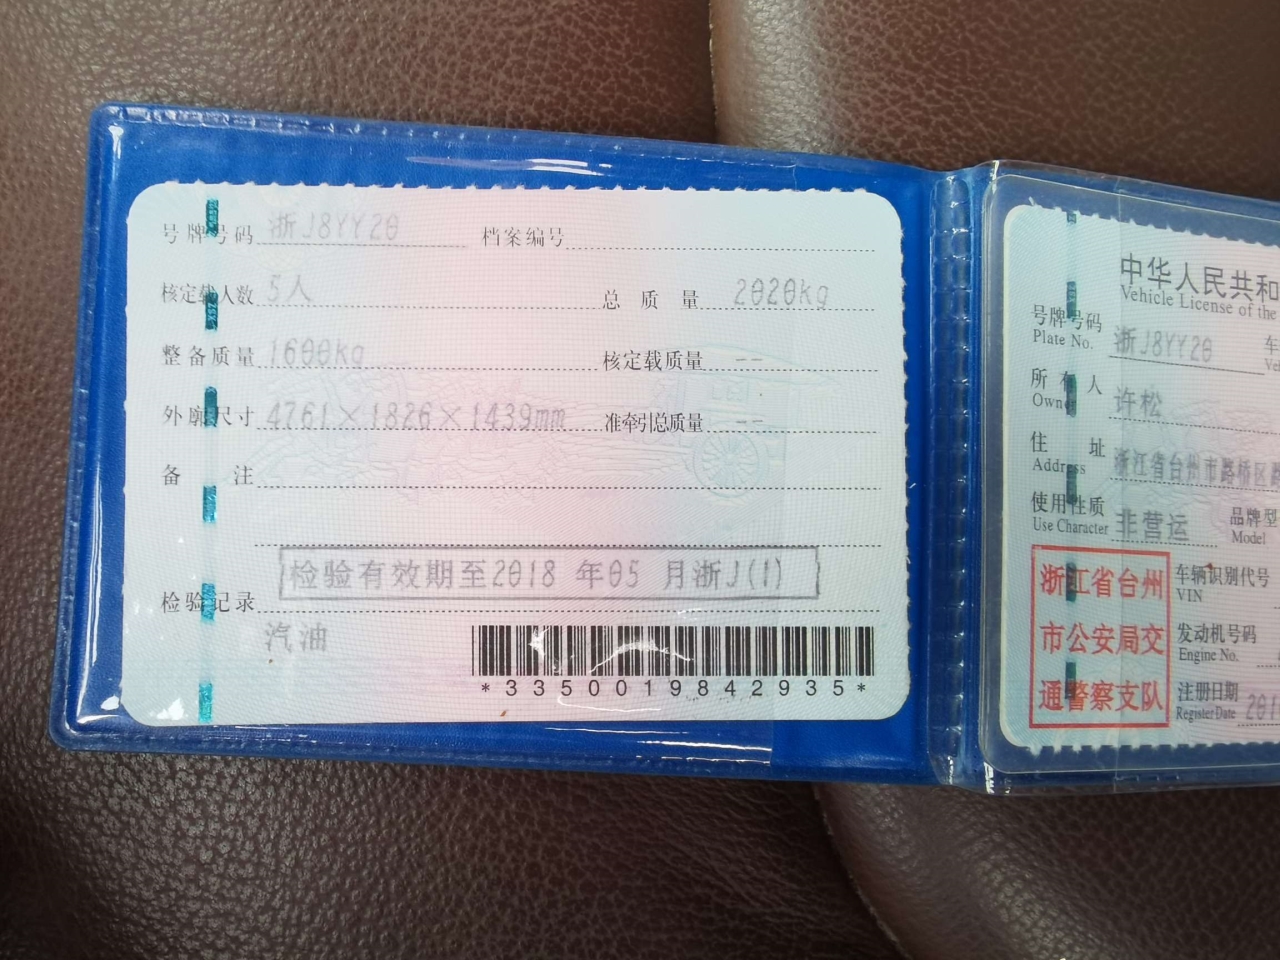 号牌号码 浙J8YY20 档案编号
核定载人数 5人 总质量 2020kg
整备质量 1600kg 核定载质量 --
外廓尺寸 4761×1826×1439mm 准牵引总质量 --
备注
检验有效期至2018 年05 月浙J(1)
检验记录
汽油
*3350019842935*
中华人民共和
Vehicle License of the
号牌号码 浙J8YY20 车
Plate No.
所有人 许松
Owner
住址 浙江省台州市路桥区
Address
使用性质 非营运 品牌型
Use Character Model
浙江省台州
市公安局交
通警察支队
车辆识别代号
VIN
发动机号码
Engine No.
注册日期
Register Date 201